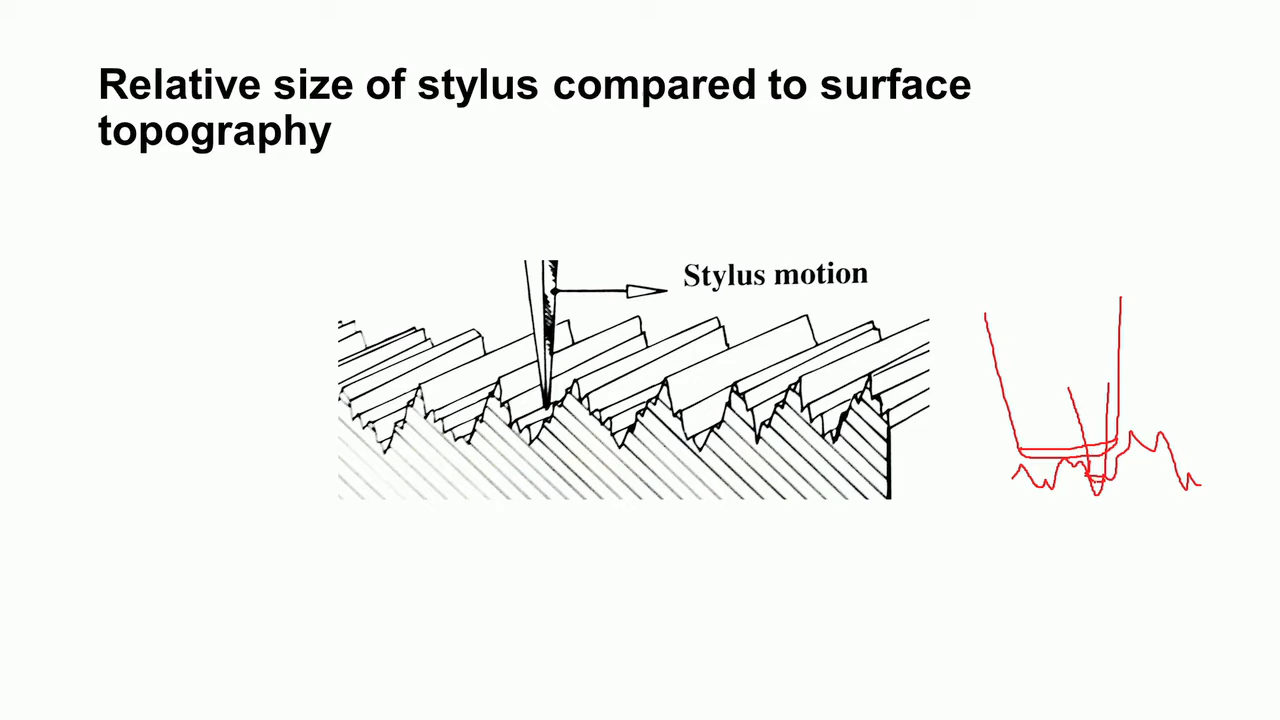 Relative size of stylus compared to surface
topography
Stylus motion